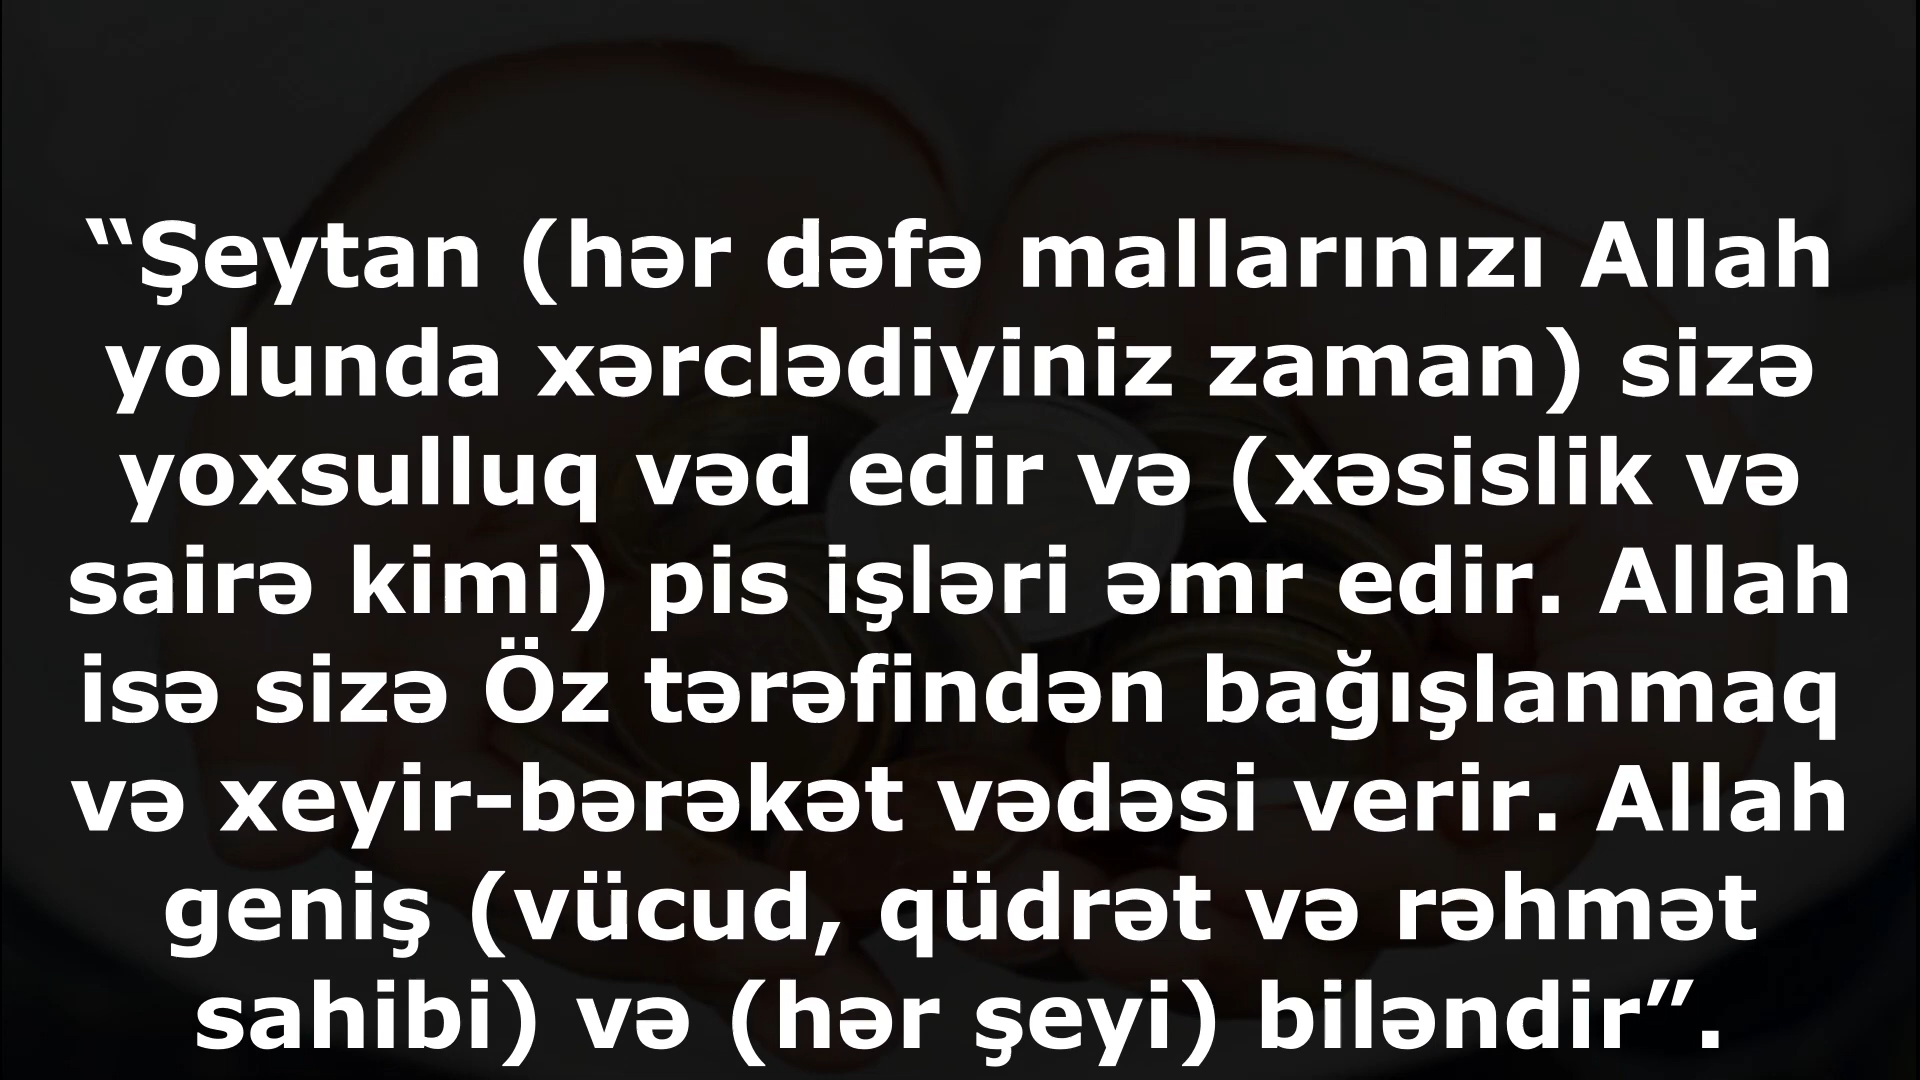 “Şeytan (hər dəfə mallarınızı Allah
yolunda xərclədiyiniz zaman) sizə
yoxsulluq vəd edir və (xəsislik və
sairə kimi) pis işləri əmr edir. Allah
isə sizə Öz tərəfindən bağışlanmaq
və xeyir-bərəkət vədəsi verir. Allah
geniş (vücud, qüdrət və rəhmət
sahibi) və (hər şeyi) biləndir”.